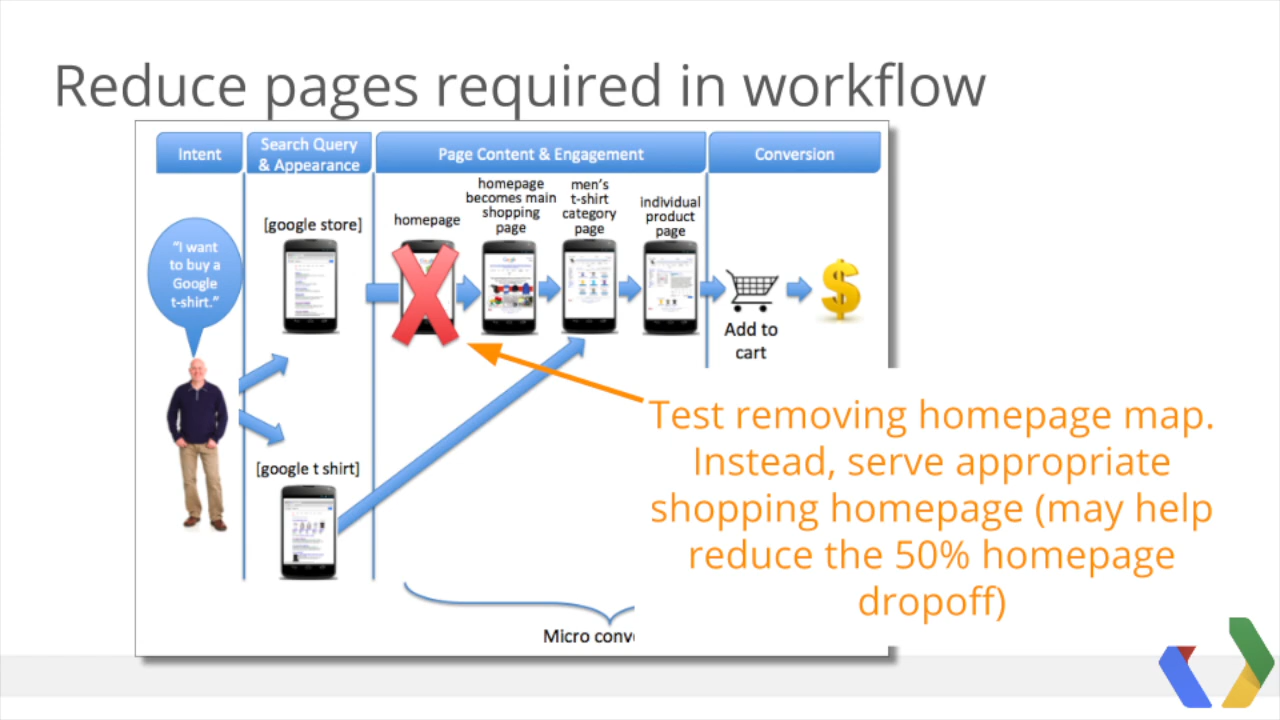 Reduce pages required in workflow
Intent
Search Query
& Appearance
Page Content & Engagement
Conversion
"I want
to buy a
Google
t-shirt."
[google store]
homepage
homepage
becomes main
shopping
page
men's
t-shirt
category
page
individual
product
page
Add to
cart
[google t shirt]
Test removing homepage map.
Instead, serve appropriate
shopping homepage (may help
reduce the 50% homepage
dropoff)
Micro conv